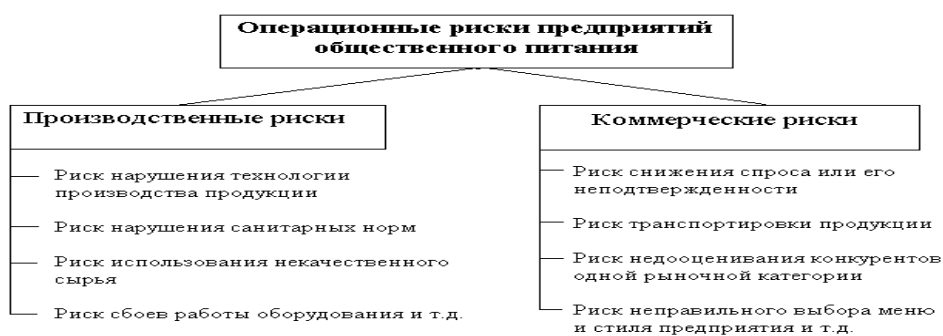 Операционные риски предприятий
общественного питания
Производственные риски
Риск нарушения технологии
производства продукции
Риск нарушения санитарных норм
Риск использования некачественного
сырья
Риск сбоев работы оборудования и т.д.
Коммерческие риски
Риск снижения спроса или его
неподтвержденности
Риск транспортировки продукции
Риск недооценивания конкурентов
одной рыночной категории
Риск неправильного выбора меню
и стиля предприятия и т.д.